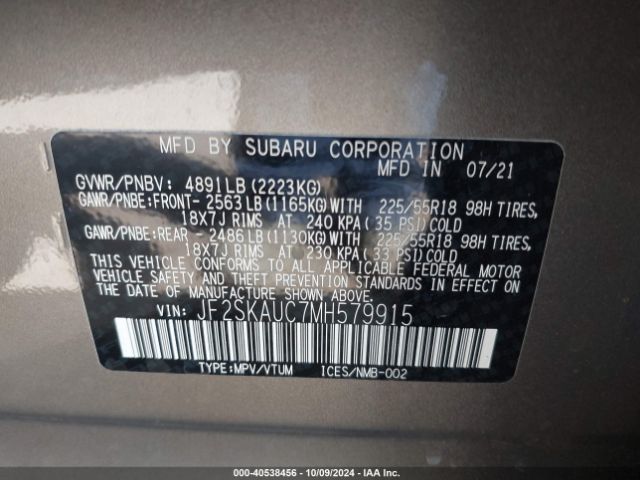 MFD BY SUBARU CORPORATION
MFD IN 07/21
GVWR/PNBV: 4891LB(2223KG)
GAWR/PNBE:FRONT- 2563LB(1165KG)WITH 225/55R18 98H TIRES,
18X7J RIMS AT 240 KPA(35 PSI)COLD
GAWR/PNBE:REAR - 2486LB(1130KG)WITH 225/55R18 98H TIRES,
18X7J RIMS AT 230 KPA(33 PSI)COLD
THIS VEHICLE CONFORMS TO ALL APPLICABLE FEDERAL MOTOR
VEHICLE SAFETY AND THEFT PREVENTION STANDARDS IN EFFECT ON
THE DATE OF MANUFACTURE SHOWN ABOVE.
VIN: JF2SKAUC7MH579915
TYPE:MPV/VTUM ICES/NMB-002
000-40538456 - 10/09/2024 - IAA Inc.